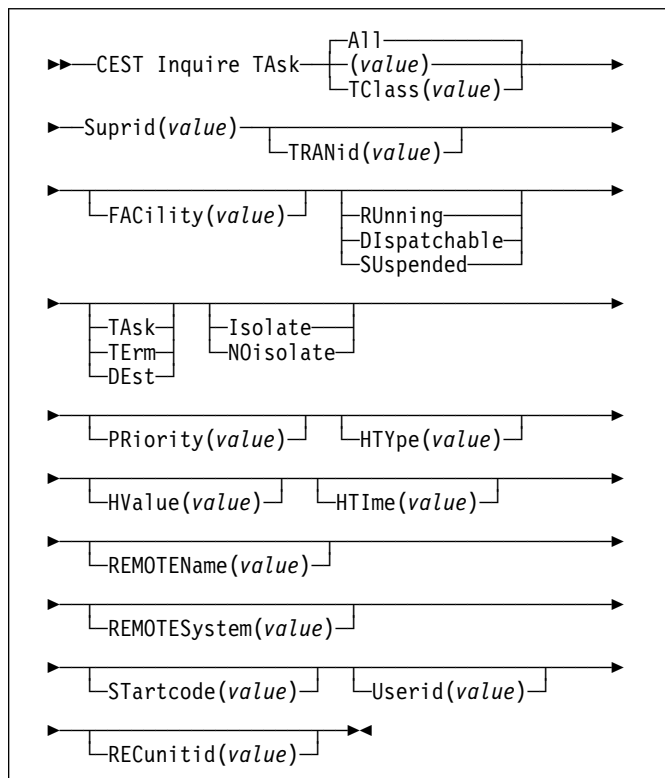 All
CEST Inquire TAsk (value)
TClass(value)
Suprid(value)
TRANid(value)
FACility(value) RUnning
DIspatchable
SUspended
TAsk Isolate
TErm NOisolate
DEst
PRiority(value) HTYpe(value)
HValue(value) HTIme(value)
REMOTEName(value)
REMOTESystem(value)
STartcode(value) Userid(value)
RECunitid(value)